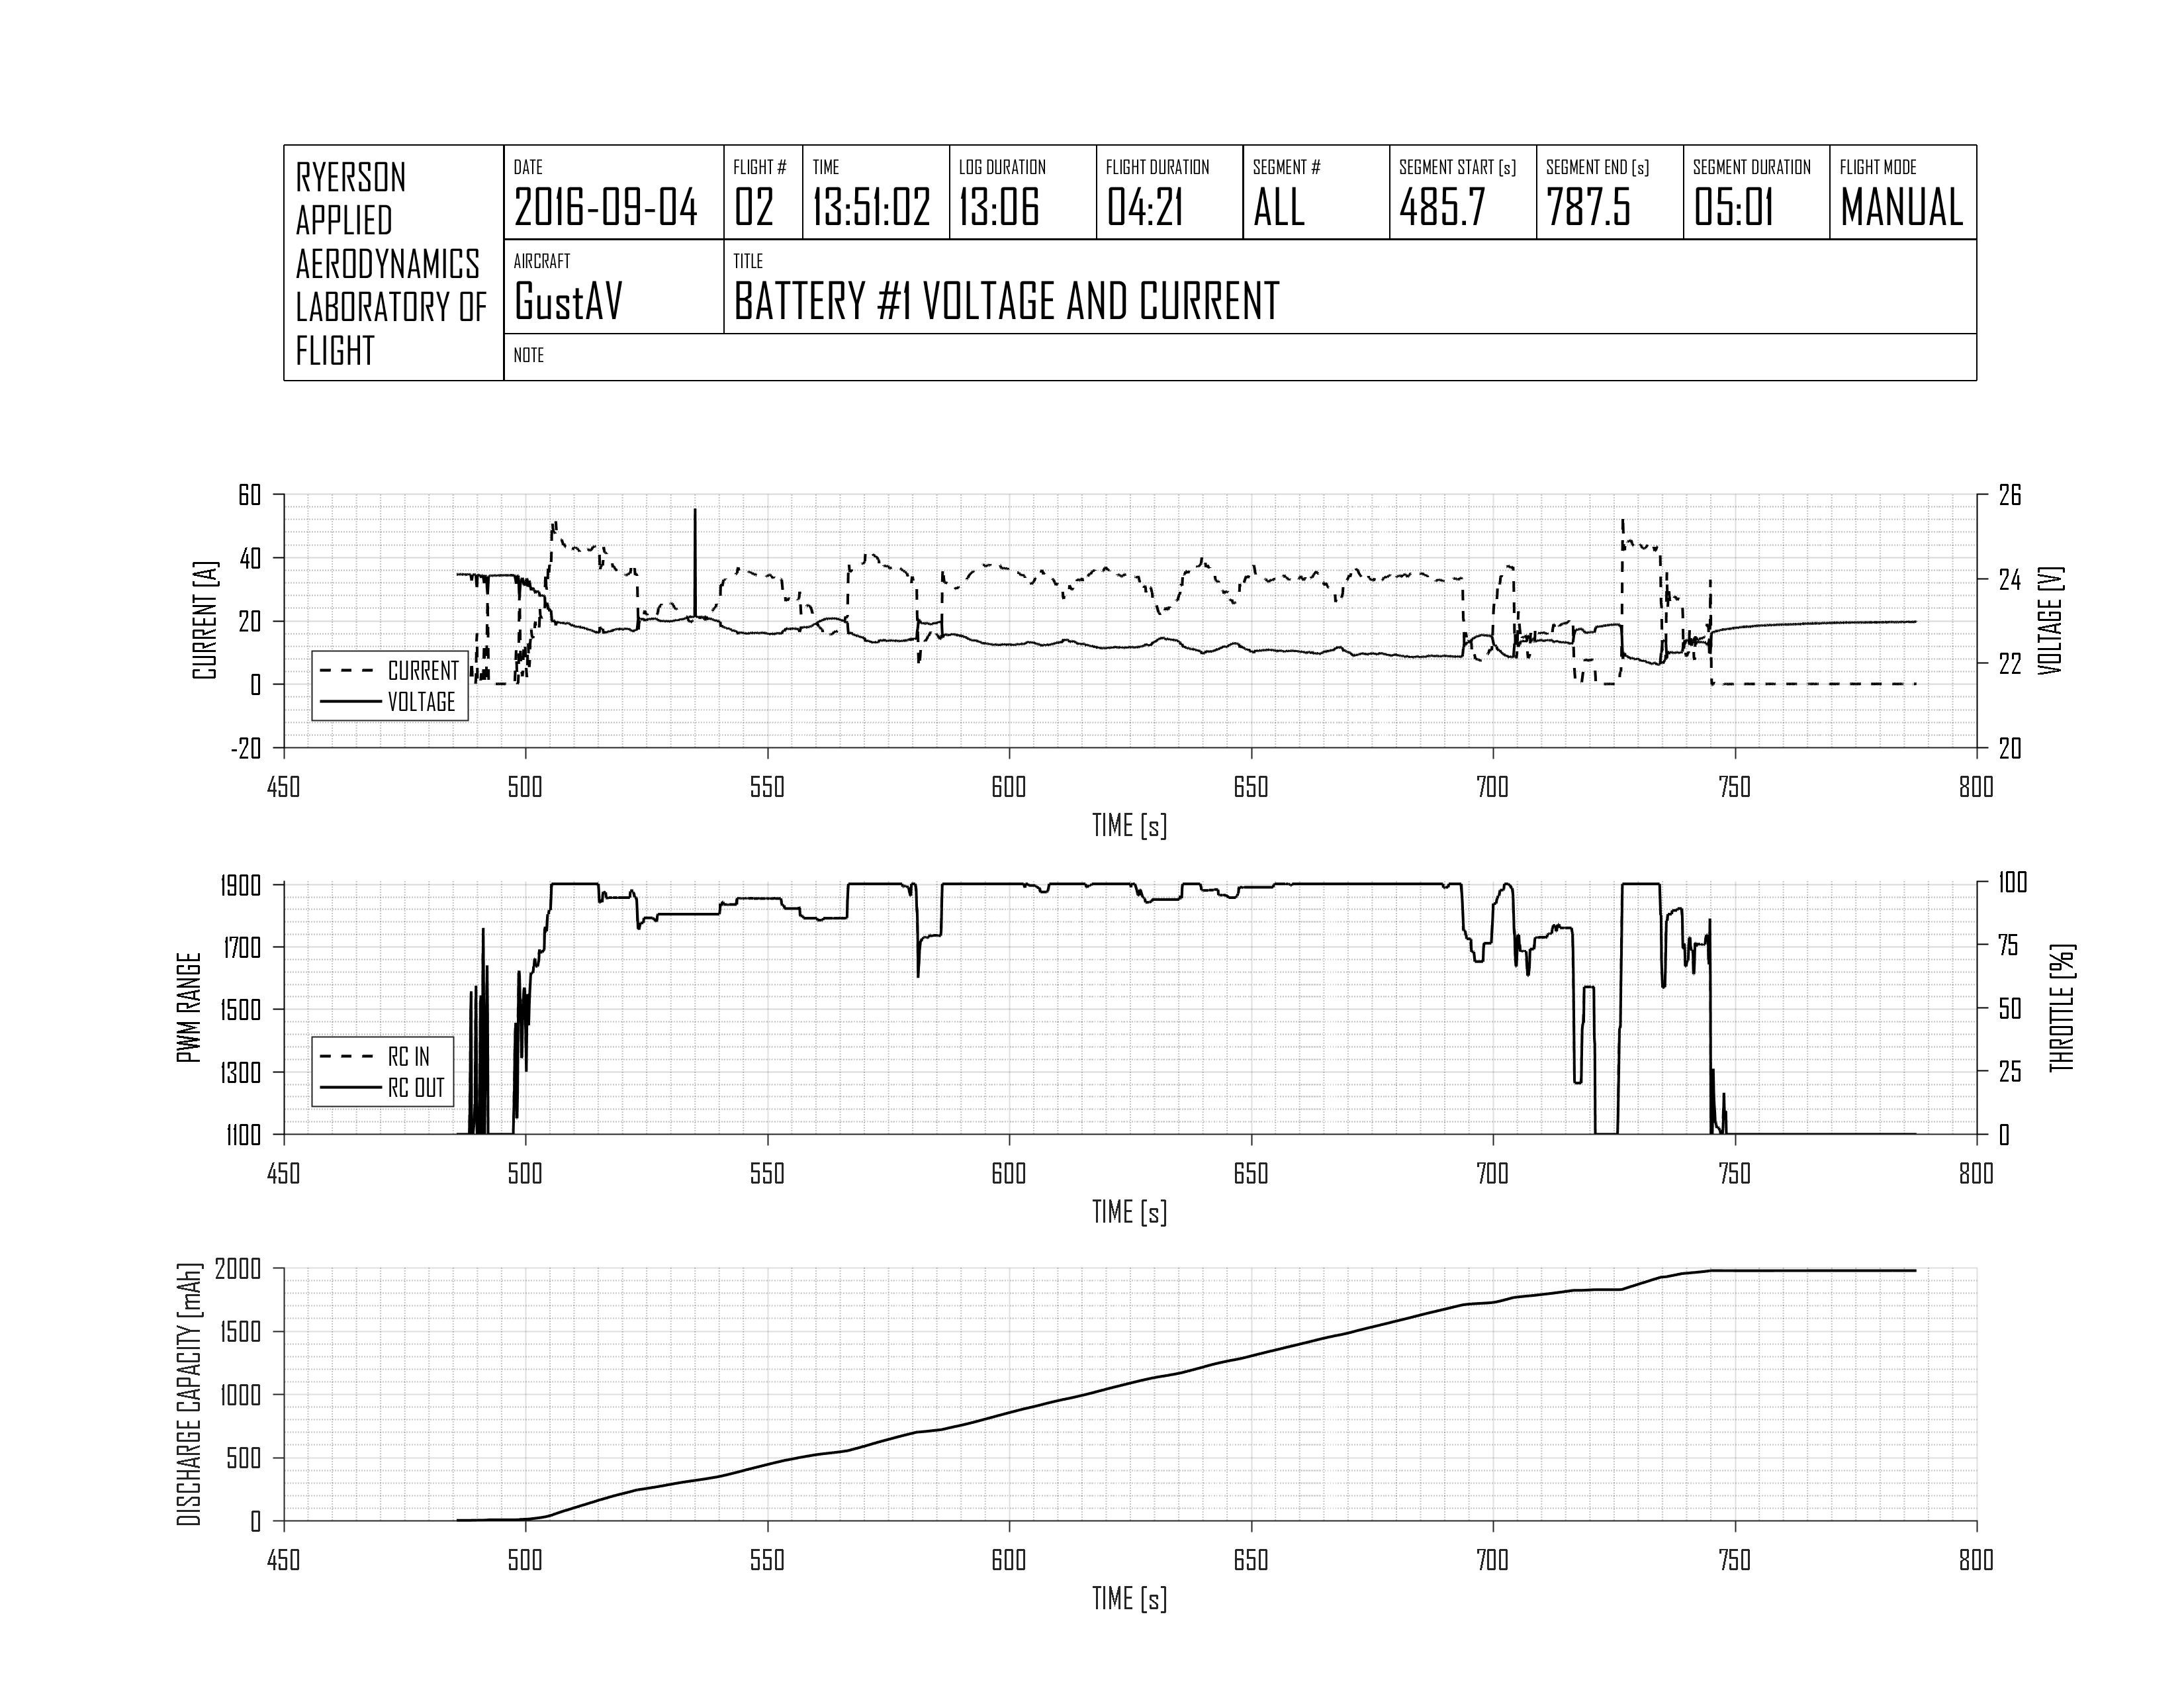 RYERSON
APPLIED
AERODYNAMICS
LABORATORY OF
FLIGHT
DATE
2016-09-04
FLIGHT #
02
TIME
13:51:02
LOG DURATION
13:06
FLIGHT DURATION
04:21
SEGMENT #
ALL
SEGMENT START [s]
485.7
SEGMENT END [s]
787.5
SEGMENT DURATION
05:01
FLIGHT MODE
MANUAL
AIRCRAFT
GustAV
TITLE
BATTERY #1 VOLTAGE AND CURRENT
NOTE
CURRENT [A]
60
40
20
0
-20
CURRENT
VOLTAGE
26
24
22
20
VOLTAGE [V]
450 500 550 600 650 700 750 800
TIME [s]
PWM RANGE
1900
1700
1500
1300
1100
RC IN
RC OUT
100
75
50
25
0
THROTTLE [%]
450 500 550 600 650 700 750 800
TIME [s]
DISCHARGE CAPACITY [mAh]
2000
1500
1000
500
0
450 500 550 600 650 700 750 800
TIME [s]